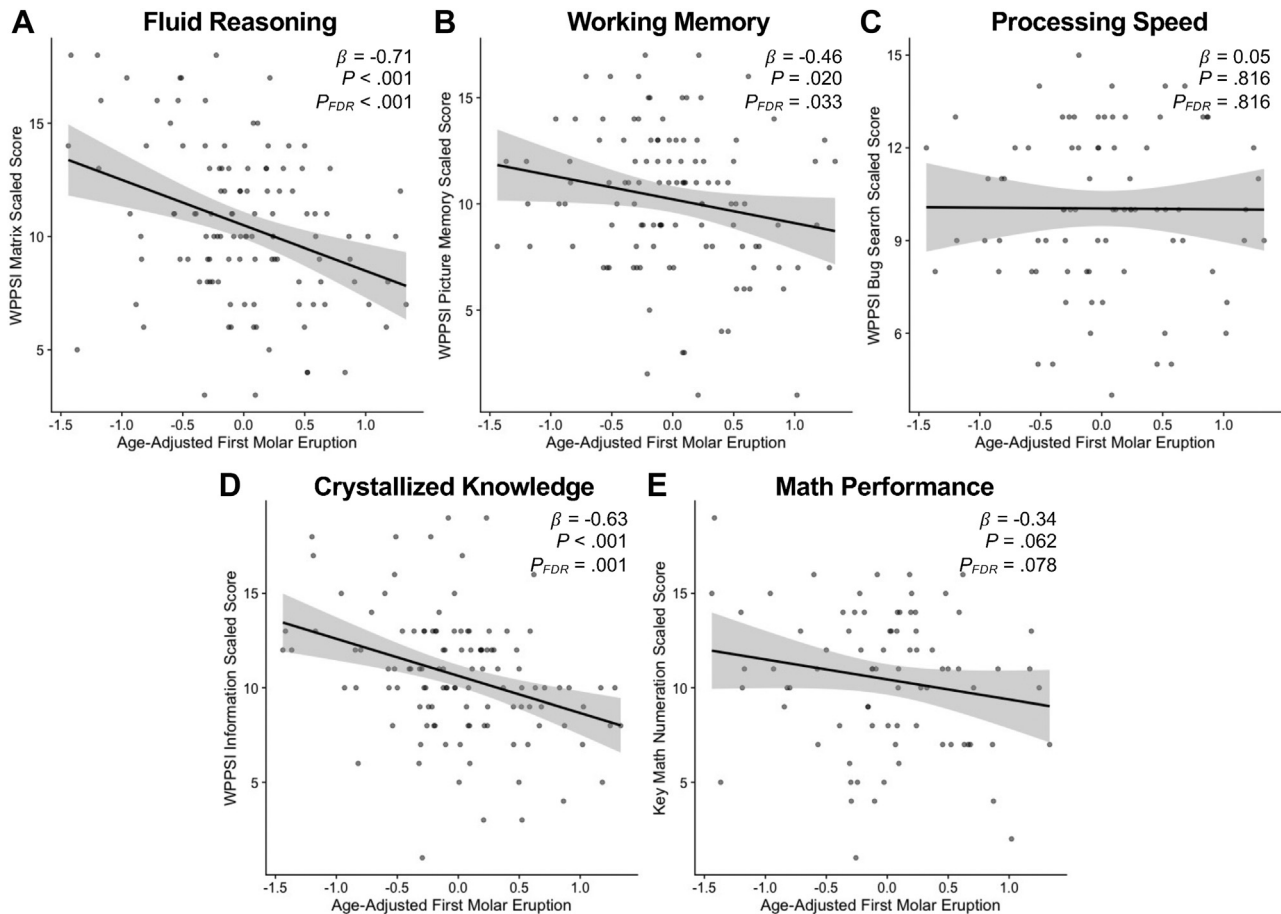 A Fluid Reasoning
β = -0.71
P < .001
P_FDR < .001
WPPSI Matrix Scaled Score
15
10
5
-1.5 -1.0 -0.5 0.0 0.5 1.0
Age-Adjusted First Molar Eruption
B Working Memory
β = -0.46
P = .020
P_FDR = .033
WPPSI Picture Memory Scaled Score
15
10
5
-1.5 -1.0 -0.5 0.0 0.5 1.0
Age-Adjusted First Molar Eruption
C Processing Speed
β = 0.05
P = .816
P_FDR = .816
WPPSI Bug Search Scaled Score
15
12
9
6
-1.5 -1.0 -0.5 0.0 0.5 1.0
Age-Adjusted First Molar Eruption
D Crystallized Knowledge
β = -0.63
P < .001
P_FDR = .001
WPPSI Information Scaled Score
15
10
5
-1.5 -1.0 -0.5 0.0 0.5 1.0
Age-Adjusted First Molar Eruption
E Math Performance
β = -0.34
P = .062
P_FDR = .078
Key Math Numeration Scaled Score
15
10
5
-1.5 -1.0 -0.5 0.0 0.5 1.0
Age-Adjusted First Molar Eruption